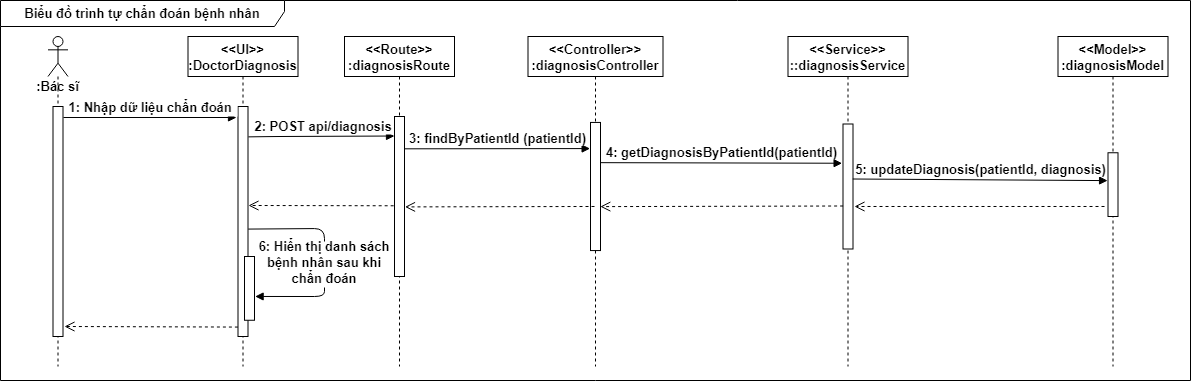 Biểu đồ trình tự chẩn đoán bệnh nhân
<<UI>>
:DoctorDiagnosis
<<Route>>
:diagnosisRoute
<<Controller>>
:diagnosisController
<<Service>>
::diagnosisService
<<Model>>
:diagnosisModel
:Bác sĩ
1: Nhập dữ liệu chẩn đoán
2: POST api/diagnosis
3: findByPatientId (patientId)
4: getDiagnosisByPatientId(patientId)
5: updateDiagnosis(patientId, diagnosis)
6: Hiển thị danh sách
bệnh nhân sau khi
chẩn đoán